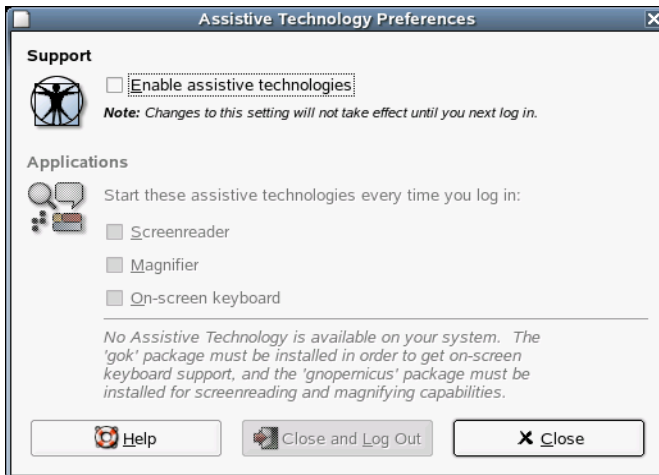 Assistive Technology Preferences
Support
Enable assistive technologies
Note: Changes to this setting will not take effect until you next log in.
Applications
Start these assistive technologies every time you log in:
Screenreader
Magnifier
On-screen keyboard
No Assistive Technology is available on your system. The
'gok' package must be installed in order to get on-screen
keyboard support, and the 'gnopernicus' package must be
installed for screenreading and magnifying capabilities.
Help
Close and Log Out
Close